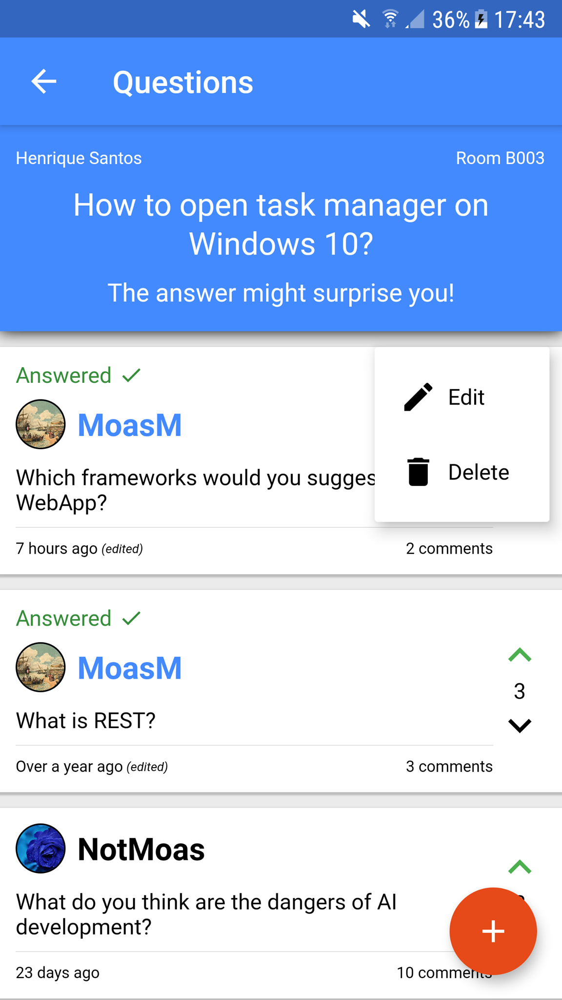 36% 17:43
Questions
Henrique Santos
Room B003
How to open task manager on
Windows 10?
The answer might surprise you!
Answered
MoasM
Which frameworks would you
WebApp?
7 hours ago (edited)
2 comments
Edit
Delete
Answered
MoasM
What is REST?
3
Over a year ago (edited)
3 comments
NotMoas
What do you think are the dangers of AI
development?
23 days ago
10 comments